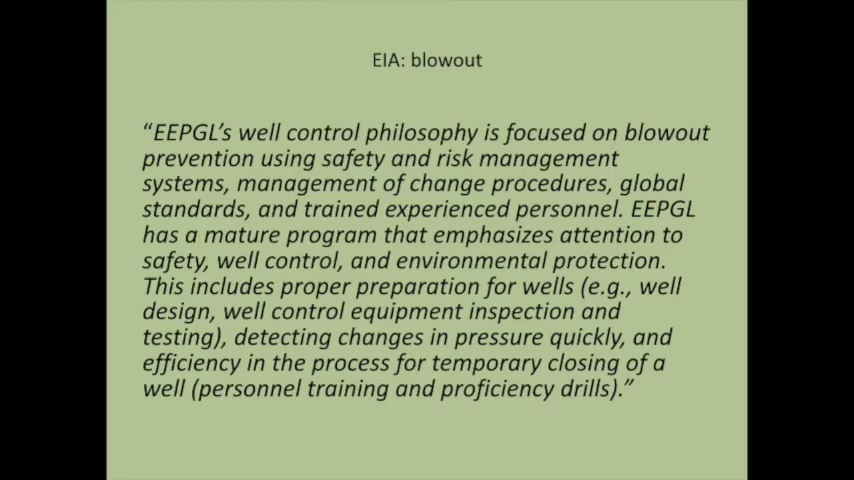 EIA: blowout
“EEPGL’s well control philosophy is focused on blowout
prevention using safety and risk management
systems, management of change procedures, global
standards, and trained experienced personnel. EEPGL
has a mature program that emphasizes attention to
safety, well control, and environmental protection.
This includes proper preparation for wells (e.g., well
design, well control equipment inspection and
testing), detecting changes in pressure quickly, and
efficiency in the process for temporary closing of a
well (personnel training and proficiency drills).”